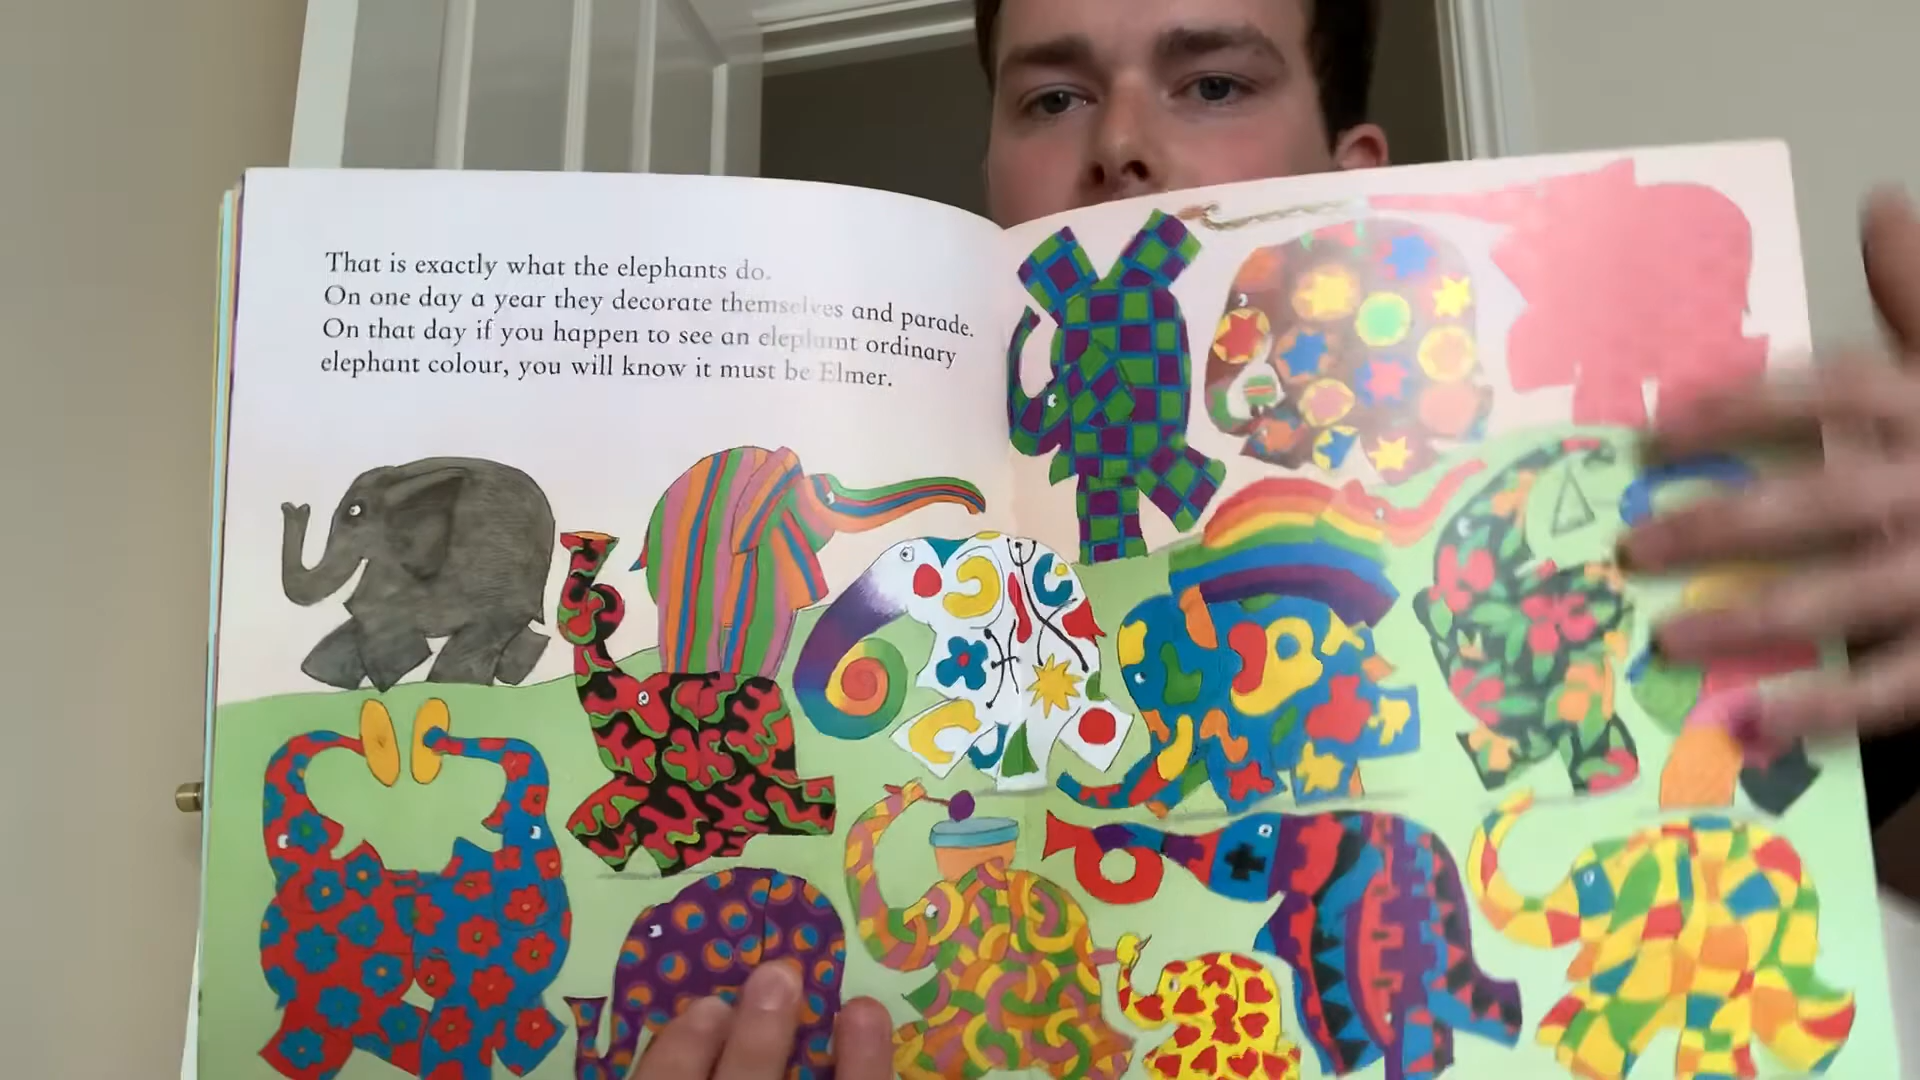 That is exactly what the elephants do.
On one day a year they decorate themselves and parade.
On that day if you happen to see an elephant ordinary
elephant colour, you will know it must be Elmer.